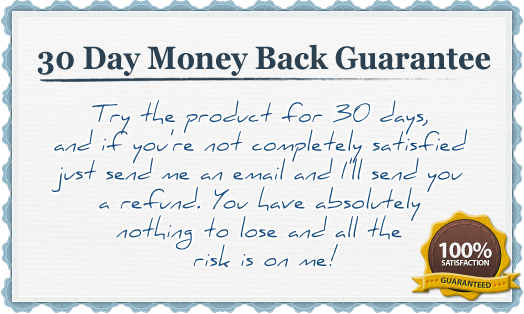 30 Day Money Back Guarantee
Try the product for 30 days,
and if you're not completely satisfied
just send me an email and I'll send you
a refund. You have absolutely
nothing to lose and all the
risk is on me!
100%
SATISFACTION
GUARANTEED